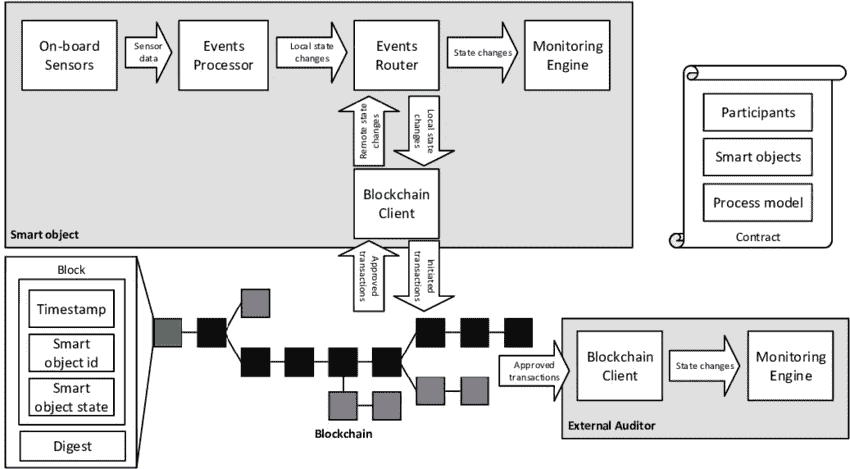 On-board
Sensors
Sensor
data
Events
Processor
Local state
changes
Events
Router
State changes
Monitoring
Engine
Remote state
changes
Local state
changes
Blockchain
Client
Smart object
Participants
Smart objects
Process model
Contract
Approved
transactions
Initiated
transactions
Block
Timestamp
Smart
object id
Smart
object state
Digest
Blockchain
Approved
transactions
Blockchain
Client
State changes
Monitoring
Engine
External Auditor